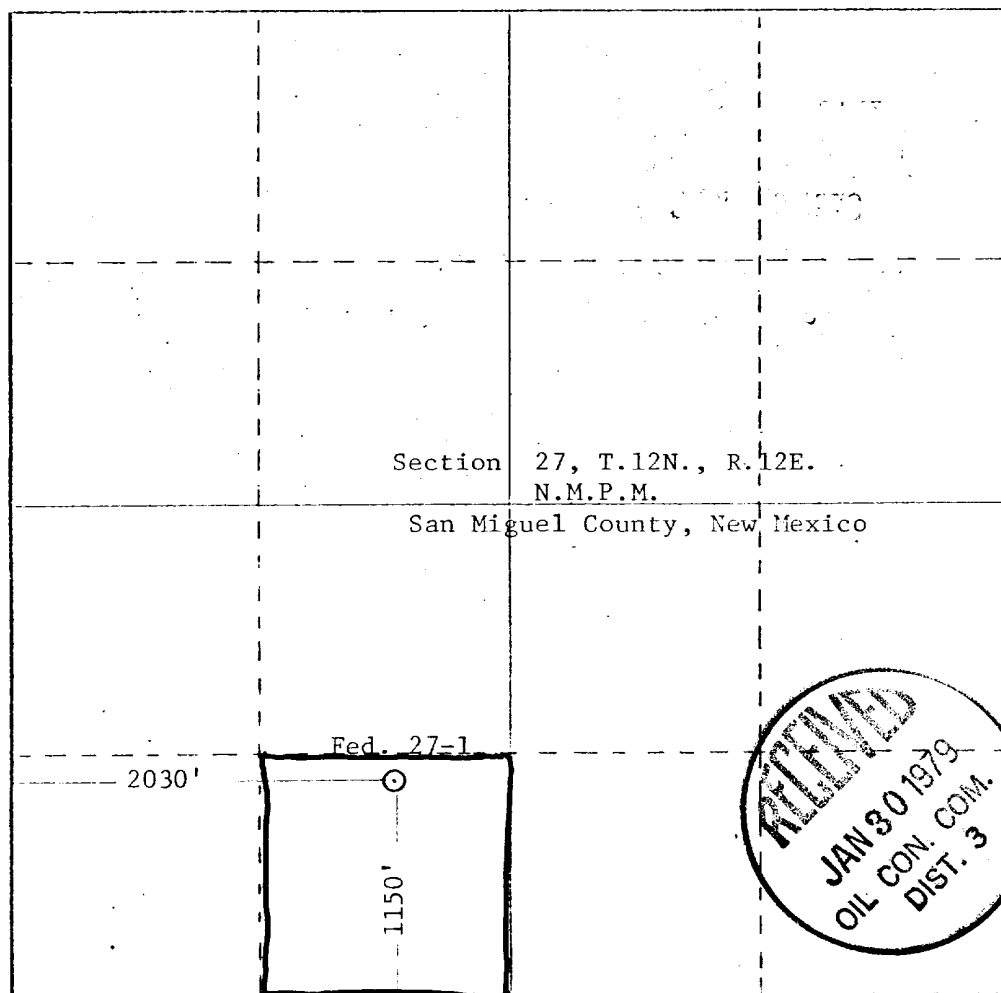 Section 27, T.12N., R.12E.
N.M.P.M.
San Miguel County, New Mexico
Fed. 27-1
2030'
1150'
RECEIVED
JAN 30 1979
OIL CON. COM.
DIST. 3